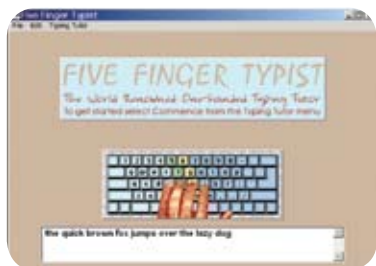 Five Finger Typist
File Edit Typing Tutor
FIVE FINGER TYPIST
The World Renowned One-Handed Typing Tutor
To get started select Commence from the Typing Tutor menu
the quick brown fox jumps over the lazy dog